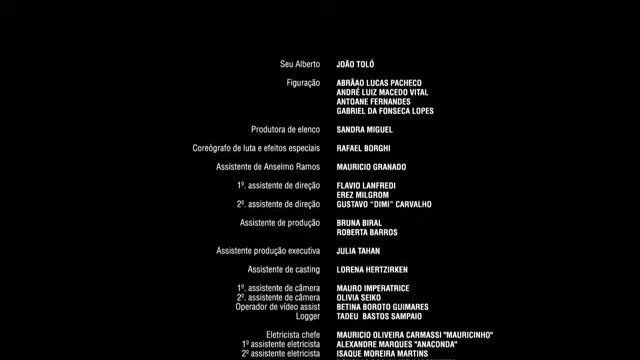 Seu Alberto JOÃO TOLÓ
Figuração ABRÃAO LUCAS PACHECO
ANDRÉ LUIZ MACEDO VITAL
ANTOANE FERNANDES
GABRIEL DA FONSECA LOPES
Produtora de elenco SANDRA MIGUEL
Coreógrafo de luta e efeitos especiais RAFAEL BORGHI
Assistente de Anselmo Ramos MAURICIO GRANADO
1º. assistente de direção FLAVIO LANFREDI
EREZ MILGROM
2º. assistente de direção GUSTAVO "DIMI" CARVALHO
Assistente de produção BRUNA BIRAL
ROBERTA BARROS
Assistente produção executiva JULIA TAHAN
Assistente de casting LORENA HERTZIRKEN
1º. assistente de câmera MAURO IMPERATRICE
2º. assistente de câmera OLIVIA SEIKO
Operador de vídeo assist BETINA BOROTO GUIMARES
Logger TADEU BASTOS SAMPAIO
Eletricista chefe MAURICIO OLIVEIRA CARMASSI "MAURICINHO"
1º assistente eletricista ALEXANDRE MARQUES "ANACONDA"
2º assistente eletricista ISAQUE MOREIRA MARTINS